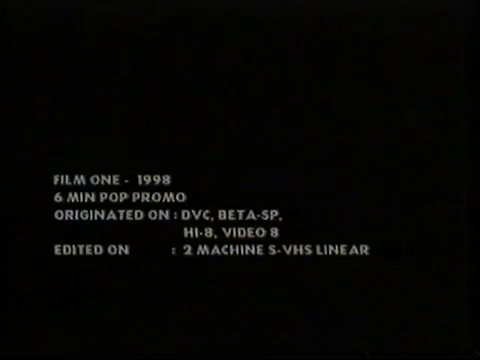 FILM ONE - 1998
6 MIN POP PROMO
ORIGINATED ON : DVC, BETA-SP,
HI-8, VIDEO 8
EDITED ON : 2 MACHINE S-VHS LINEAR